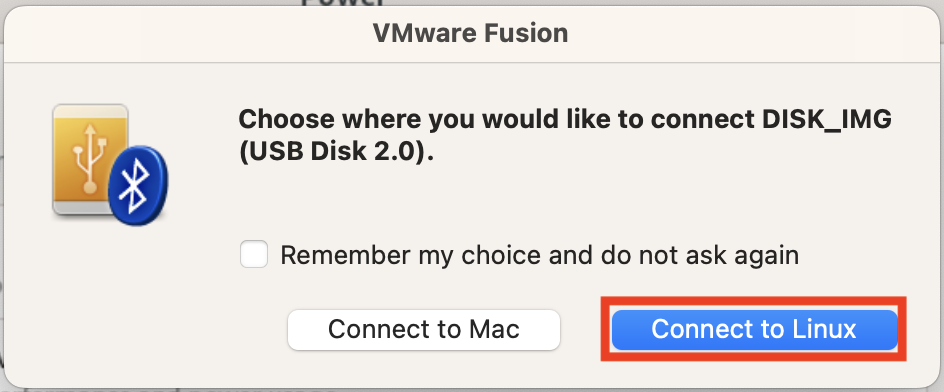 Power
VMware Fusion
Choose where you would like to connect DISK_IMG
(USB Disk 2.0).
Remember my choice and do not ask again
Connect to Mac
Connect to Linux